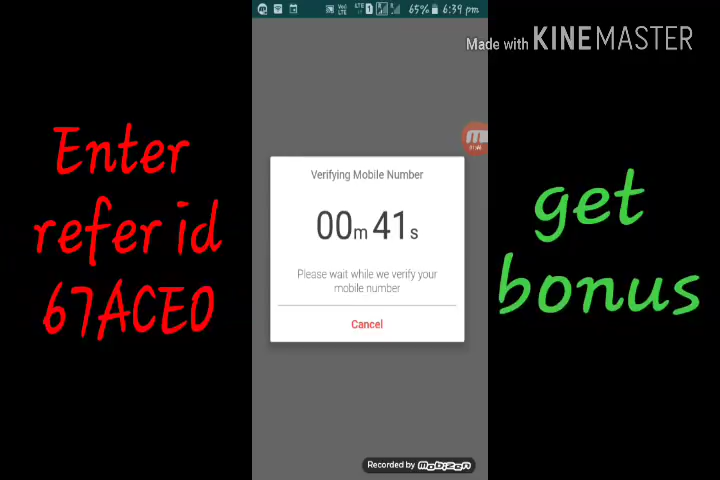 65% 6:39 pm
Made with KINEMASTER
Enter
refer id
67ACE0
Verifying Mobile Number
00m 41s
Please wait while we verify your
mobile number
Cancel
get
bonus
Recorded by mobizen